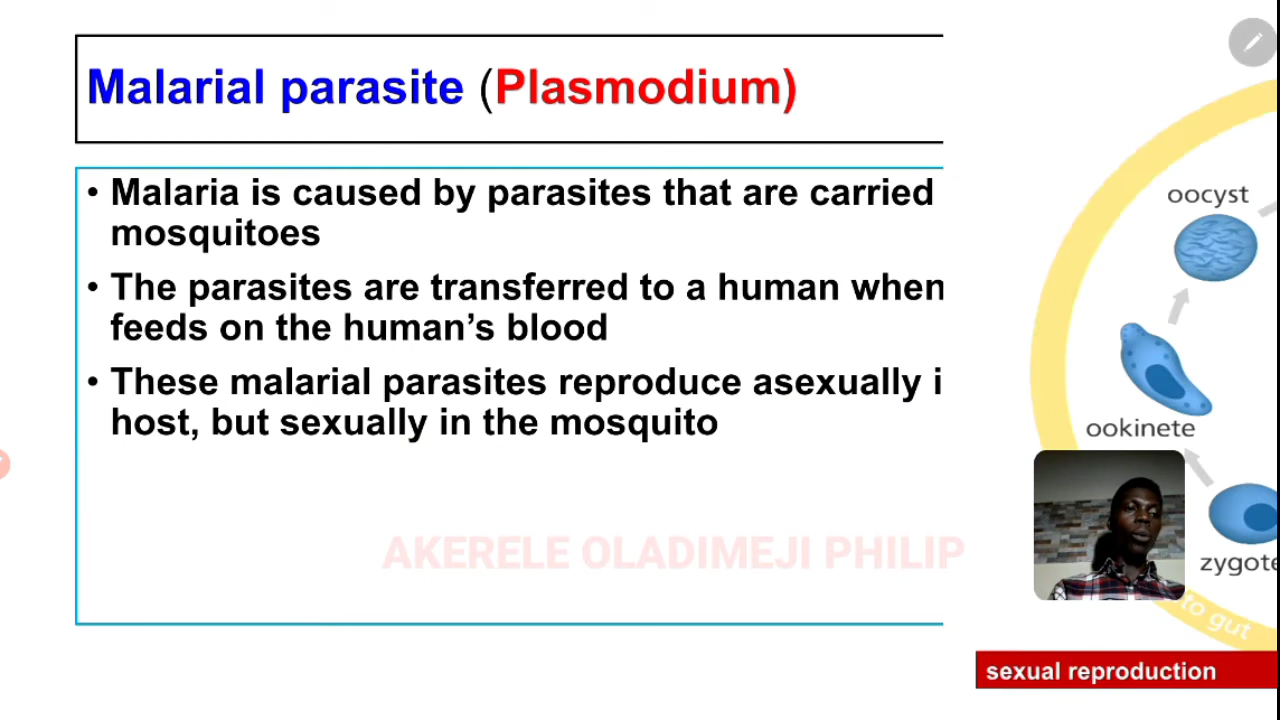 Malarial parasite (Plasmodium)
• Malaria is caused by parasites that are carried
mosquitoes
• The parasites are transferred to a human when
feeds on the human's blood
• These malarial parasites reproduce asexually i
host, but sexually in the mosquito
AKERELE OLADIMEJI PHILIP
oocyst
ookinete
zygote
to gut
sexual reproduction